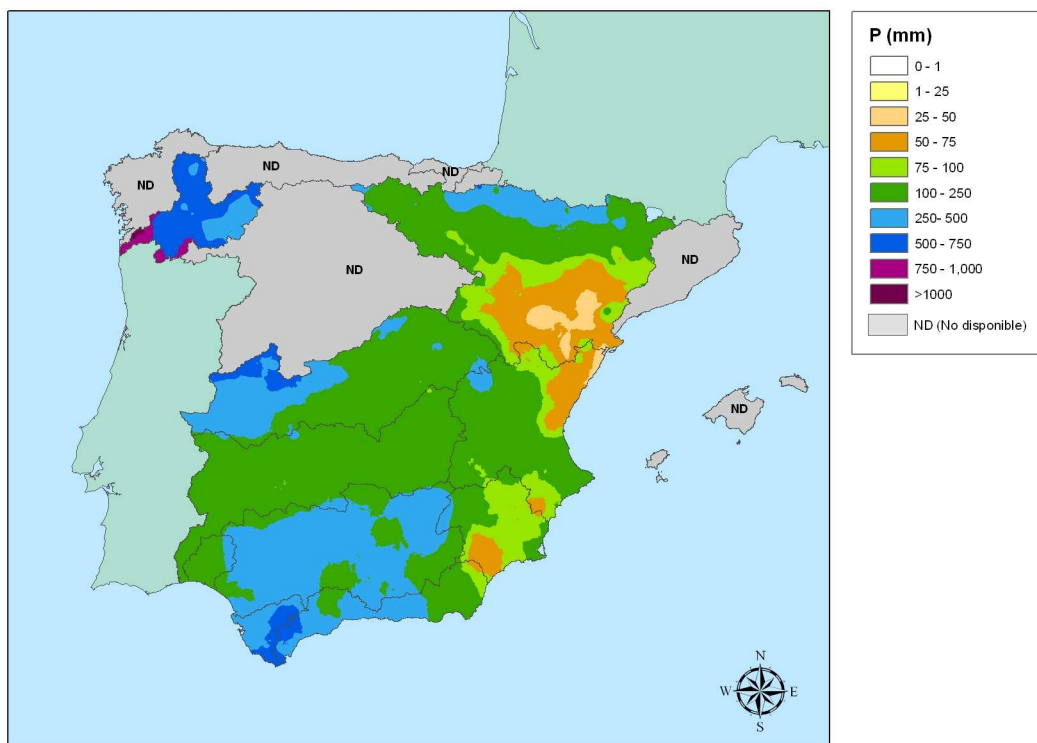 ND
ND
ND
ND
ND
ND
N
W E
S
P (mm)
0 - 1
1 - 25
25 - 50
50 - 75
75 - 100
100 - 250
250 - 500
500 - 750
750 - 1,000
>1000
ND (No disponible)